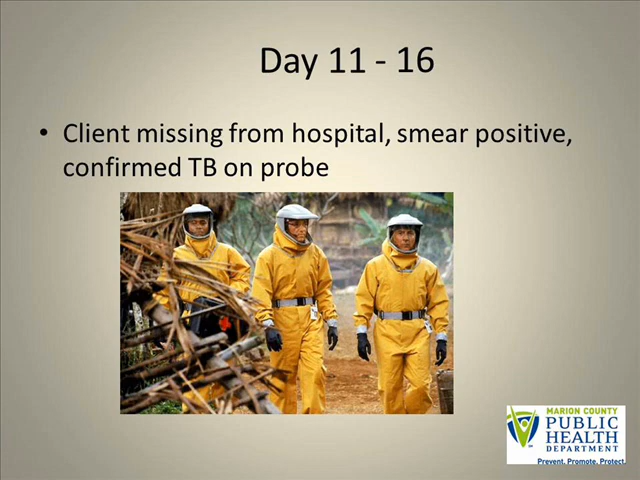 Day 11 - 16
• Client missing from hospital, smear positive,
confirmed TB on probe
MARION COUNTY
PUBLIC
HEALTH
DEPARTMENT
Prevent. Promote. Protect.